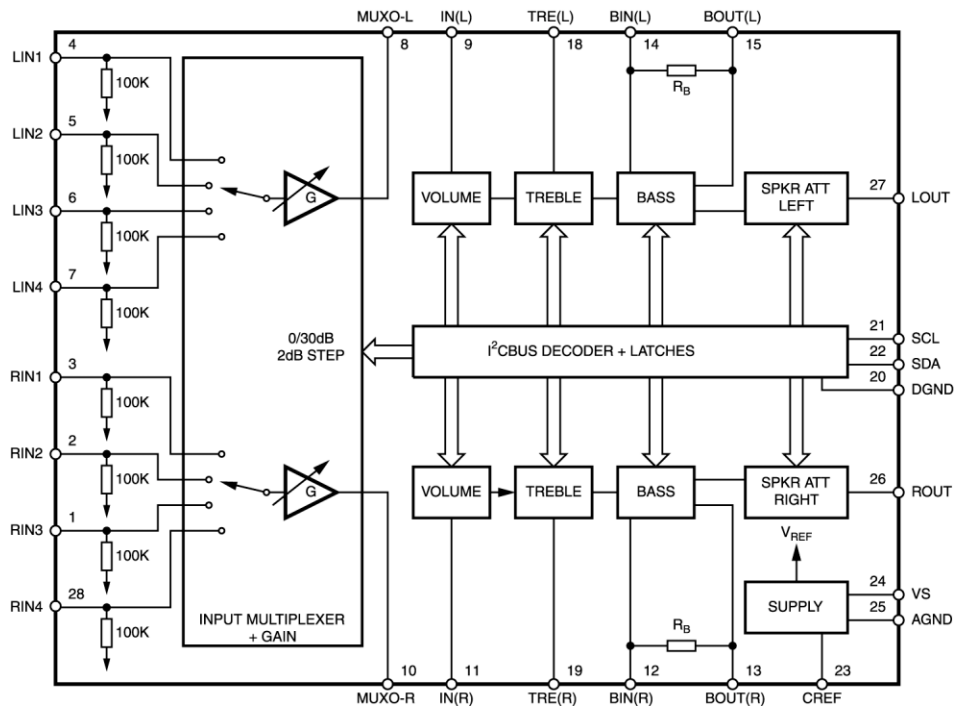 MUXO-L IN(L) TRE(L) BIN(L) BOUT(L)
4 8 9 18 14 15
LIN1
100K
R_B
5
LIN2
100K
VOLUME TREBLE BASS SPKR ATT LEFT 27 LOUT
6
LIN3
G
100K
7
LIN4
100K
0/30dB
2dB STEP
I²CBUS DECODER + LATCHES
21 SCL
22 SDA
20 DGND
3
RIN1
100K
2
RIN2
100K
G
VOLUME TREBLE BASS SPKR ATT RIGHT 26 ROUT
1
RIN3
100K
V_REF
28
RIN4
100K
INPUT MULTIPLEXER
+ GAIN
R_B
SUPPLY
24 VS
25 AGND
10 11 19 12 13 23
MUXO-R IN(R) TRE(R) BIN(R) BOUT(R) CREF